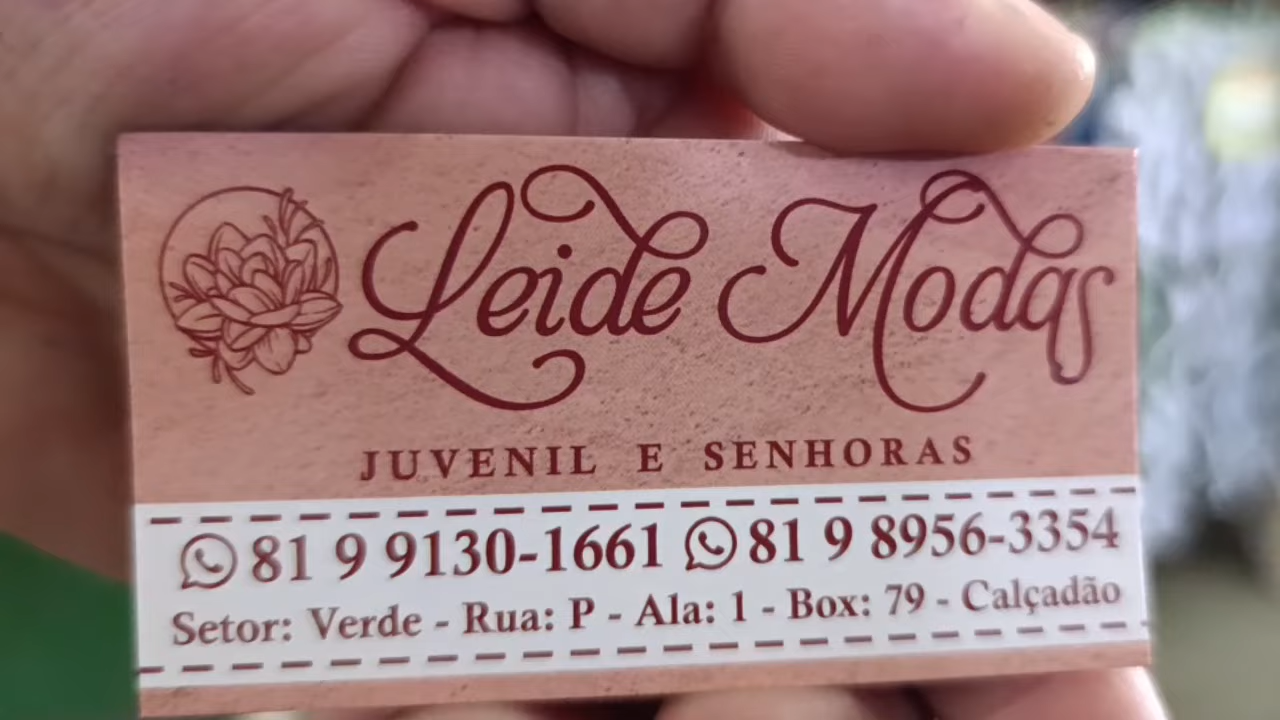 Leide Modas
JUVENIL E SENHORAS
81 9 9130-1661 81 9 8956-3354
Setor: Verde - Rua: P - Ala: 1 - Box: 79 - Calçadão